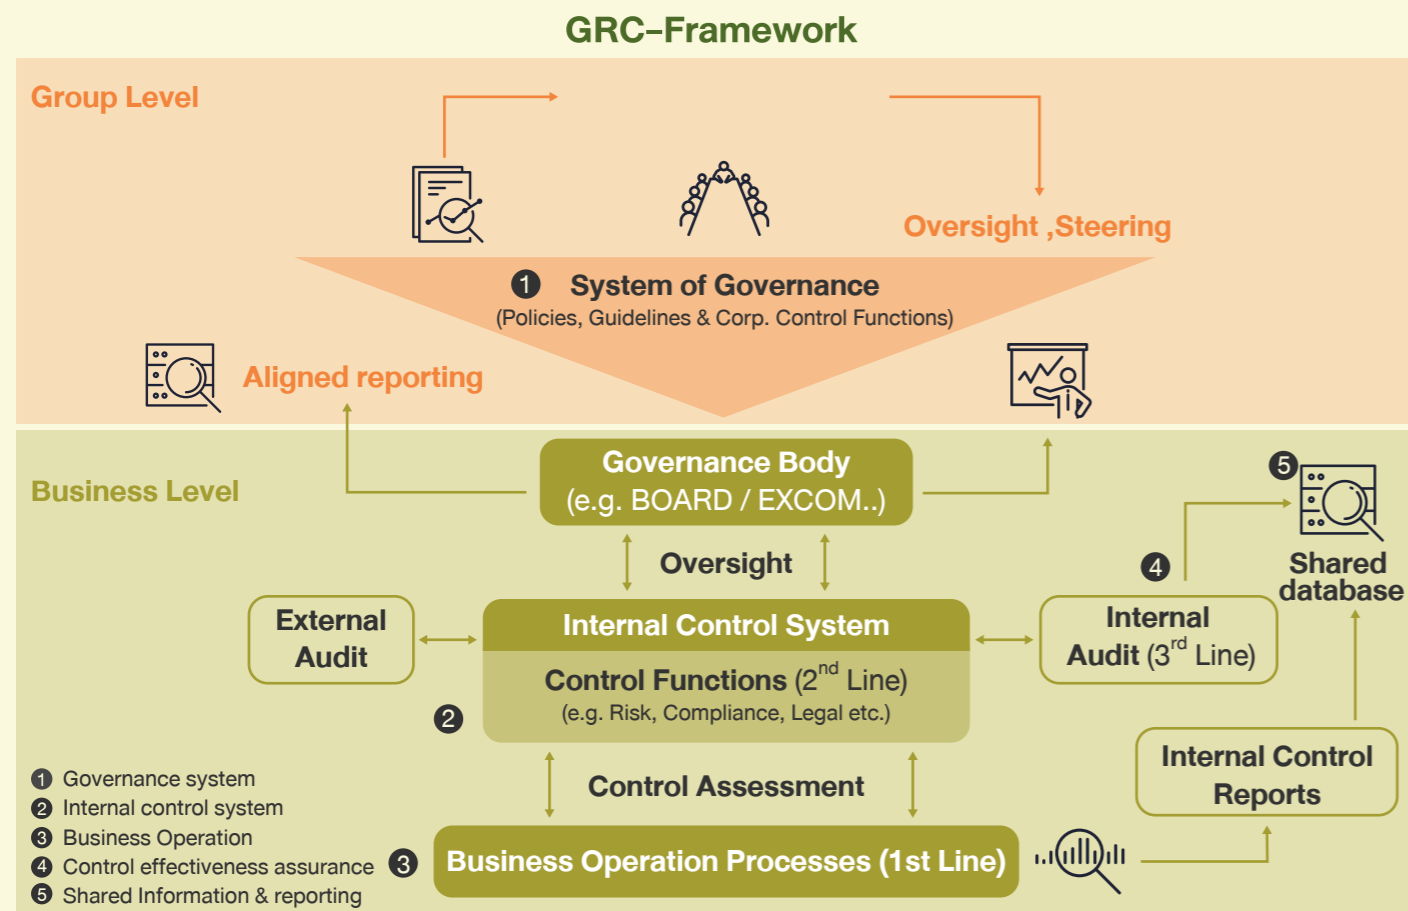 GRC–Framework
Group Level
Oversight ,Steering
1 System of Governance
(Policies, Guidelines & Corp. Control Functions)
Aligned reporting
Business Level
Governance Body
(e.g. BOARD / EXCOM..)
Oversight
5
Shared
database
4
External
Audit
Internal Control System
Control Functions (2nd Line)
(e.g. Risk, Compliance, Legal etc.)
2
Internal
Audit (3rd Line)
Control Assessment
Internal Control
Reports
3 Business Operation Processes (1st Line)
1 Governance system
2 Internal control system
3 Business Operation
4 Control effectiveness assurance
5 Shared Information & reporting